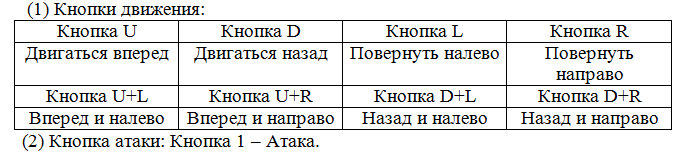 (1) Кнопки движения:
Кнопка U Кнопка D Кнопка L Кнопка R
Двигаться вперед Двигаться назад Повернуть налево Повернуть направо
Кнопка U+L Кнопка U+R Кнопка D+L Кнопка D+R
Вперед и налево Вперед и направо Назад и налево Назад и направо
(2) Кнопка атаки: Кнопка 1 – Атака.